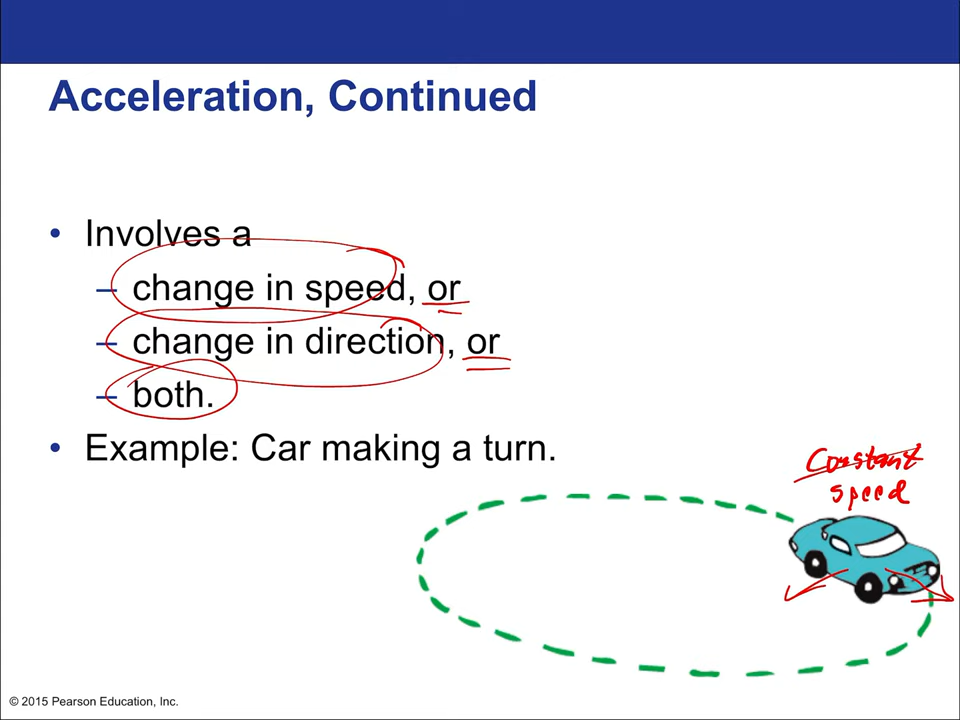 Acceleration, Continued
• Involves a
– change in speed, or
– change in direction, or
– both.
• Example: Car making a turn.
Constant
speed
© 2015 Pearson Education, Inc.